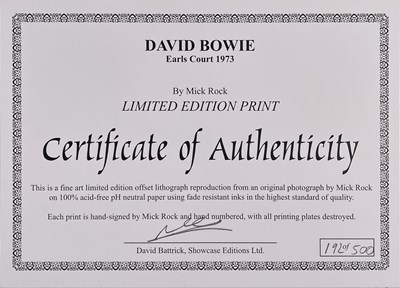 DAVID BOWIE
Earls Court 1973
By Mick Rock
LIMITED EDITION PRINT
Certificate of Authenticity
This is a fine art limited edition offset lithograph reproduction from an original photograph by Mick Rock
on 100% acid-free pH neutral paper using fade resistant inks in the highest standard of quality.
Each print is hand-signed by Mick Rock and hand numbered, with all printing plates destroyed.
David Battrick, Showcase Editions Ltd.
192 of 500